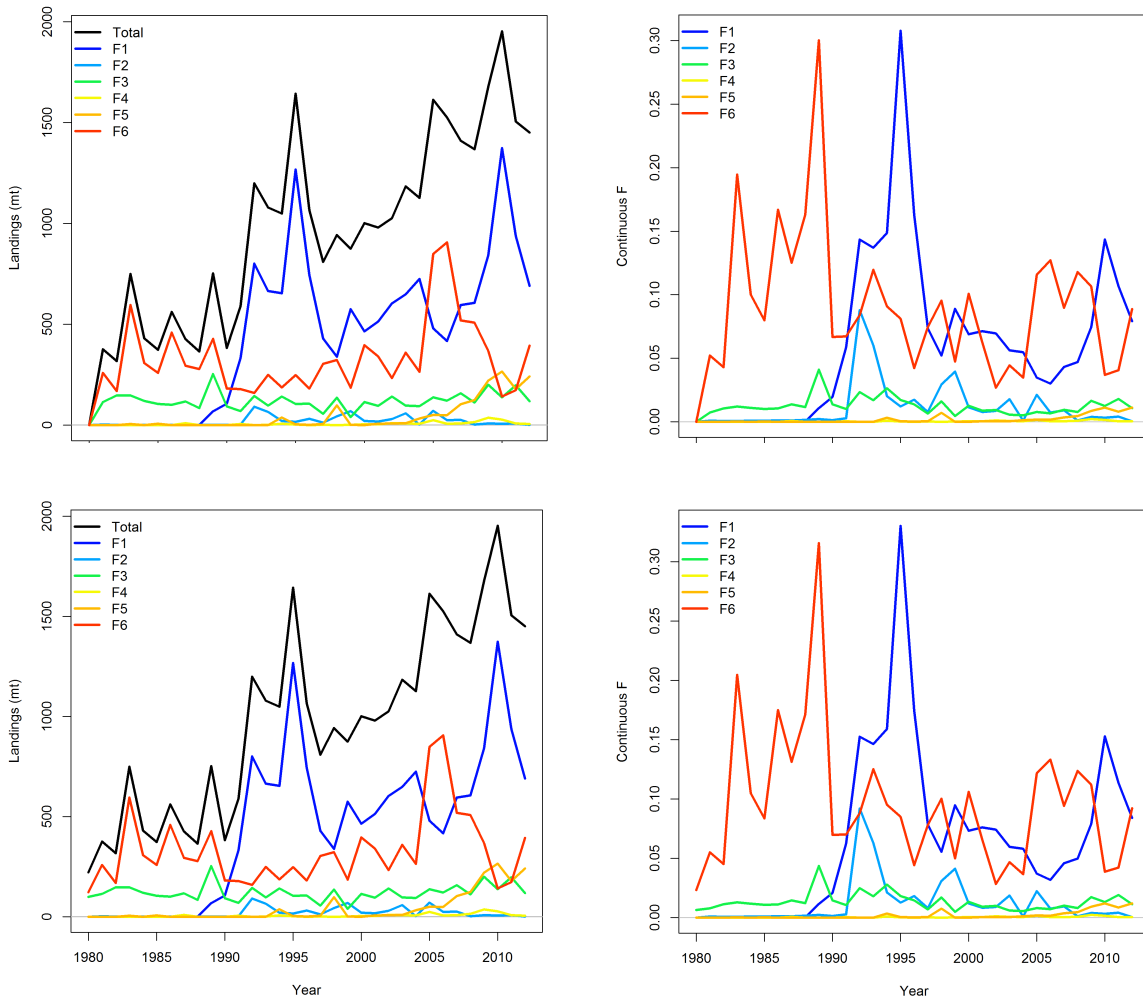 Landings (mt)
0
500
1000
1500
2000
Total
F1
F2
F3
F4
F5
F6
Continuous F
0.00
0.05
0.10
0.15
0.20
0.25
0.30
F1
F2
F3
F4
F5
F6
Landings (mt)
0
500
1000
1500
2000
Total
F1
F2
F3
F4
F5
F6
1980 1985 1990 1995 2000 2005 2010
Year
Continuous F
0.00
0.05
0.10
0.15
0.20
0.25
0.30
F1
F2
F3
F4
F5
F6
1980 1985 1990 1995 2000 2005 2010
Year